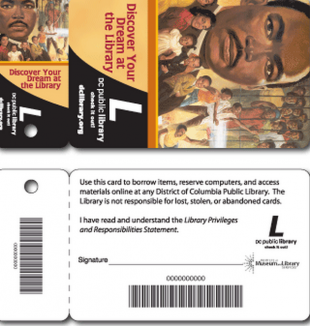 Discover Your
Dream at
the Library
dc public library
check it out!
Discover Your
Dream at
the Library
L
dc public library
check it out!
dclibrary.org
Use this card to borrow items, reserve computers, and access
materials online at any District of Columbia Public Library. The
Library is not responsible for lost, stolen, or abandoned cards.
I have read and understand the Library Privileges
and Responsibilities Statement.
L
dc public library
check it out!
Signature
Museum and Library
0000000000
0000000000